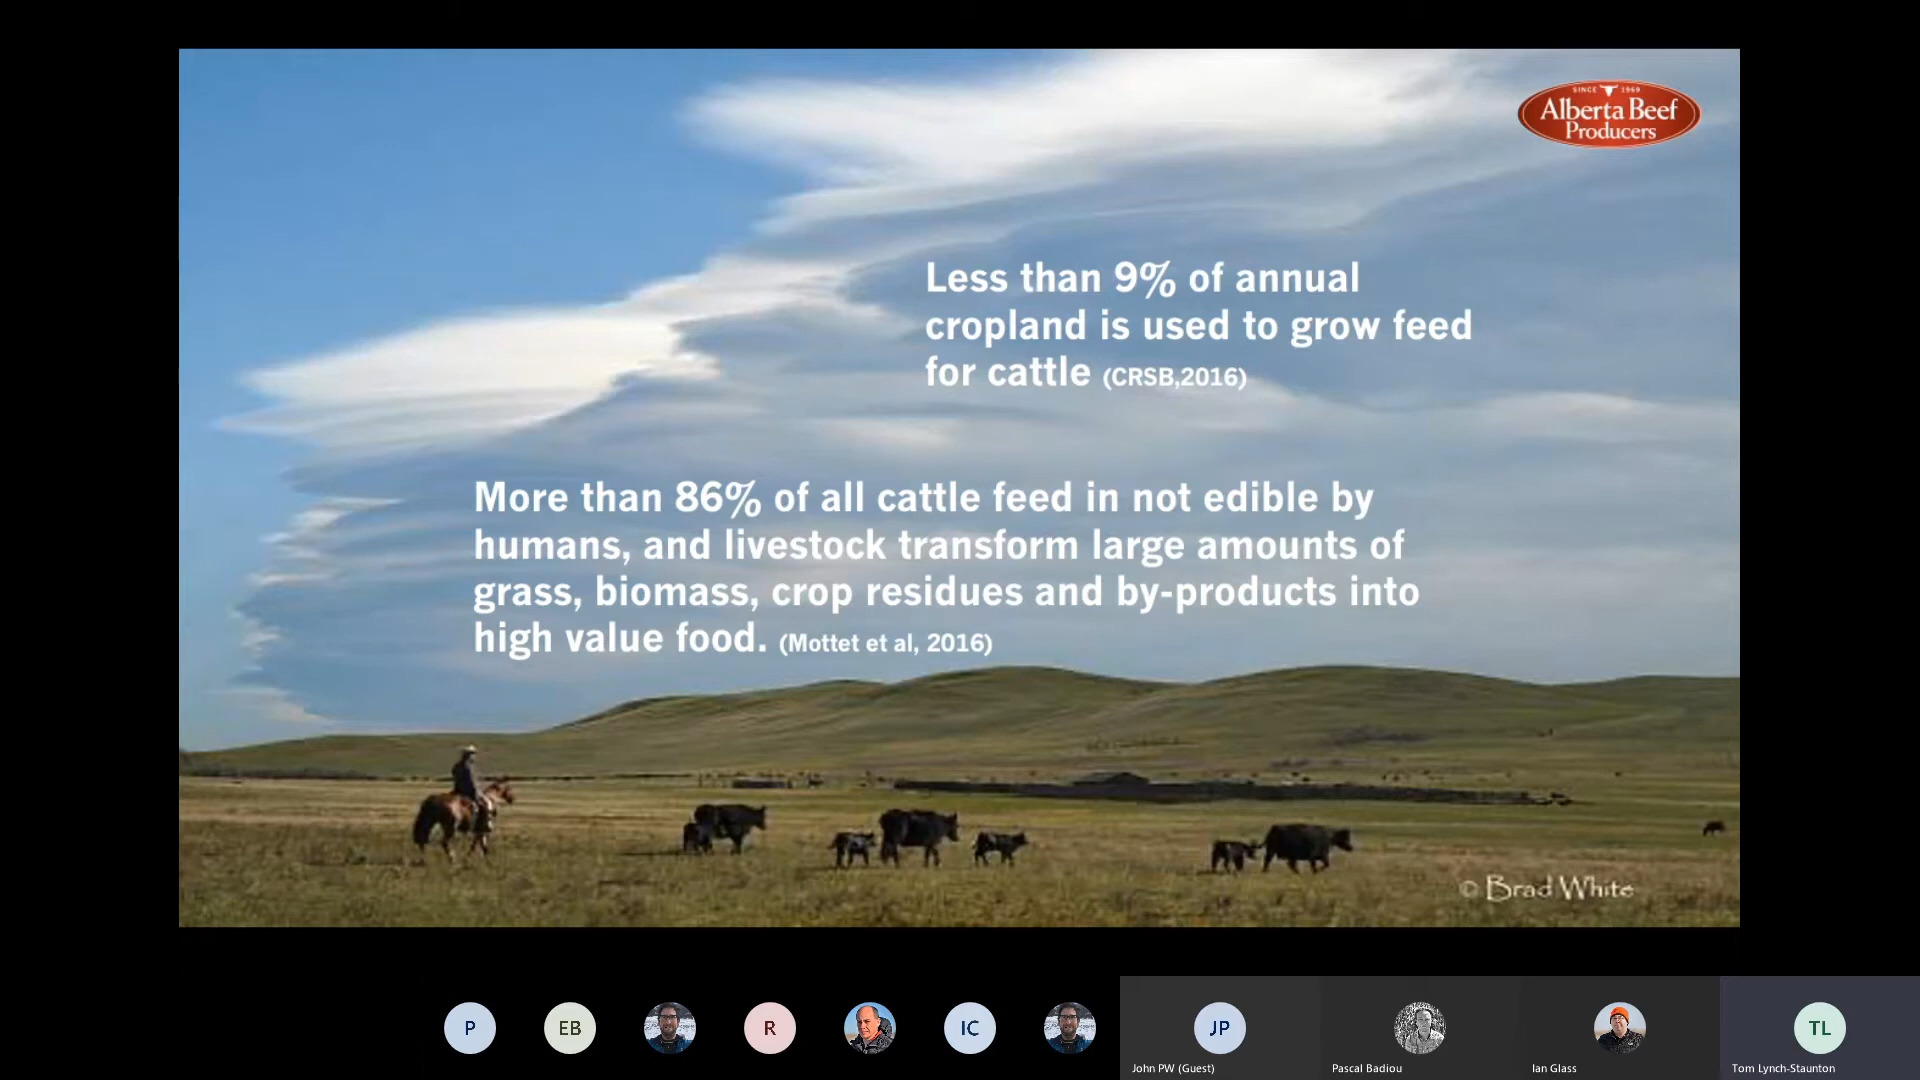 SINCE 1969
Alberta Beef
Producers
Less than 9% of annual
cropland is used to grow feed
for cattle (CRSB,2016)
More than 86% of all cattle feed in not edible by
humans, and livestock transform large amounts of
grass, biomass, crop residues and by-products into
high value food. (Mottet et al, 2016)
© Brad White
P
EB
R
IC
JP
TL
John PW (Guest)
Pascal Badiou
Ian Glass
Tom Lynch-Staunton